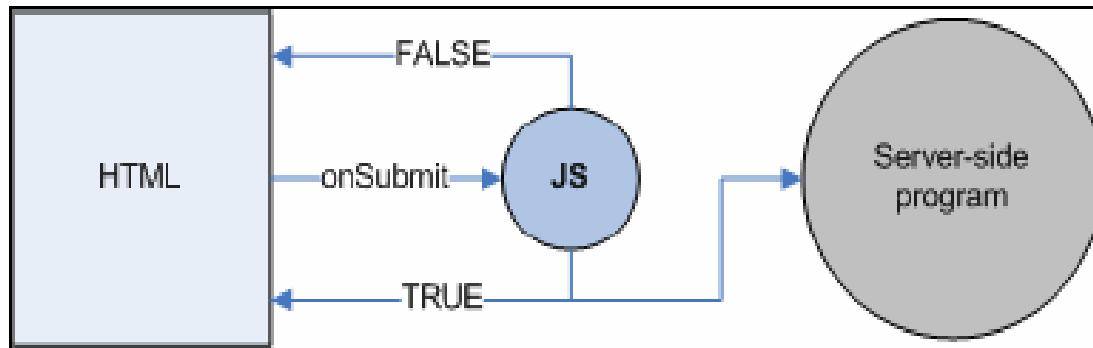 FALSE
HTML
onSubmit
JS
Server-side
program
TRUE